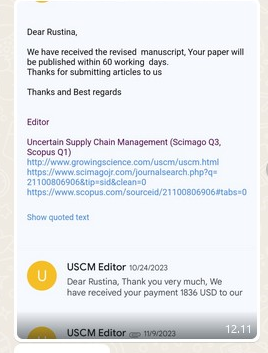 Dear Rustina,
We have received the revised manuscript, Your paper will
be published within 60 working days.
Thanks for submitting articles to us
Thanks and Best regards
Editor
Uncertain Supply Chain Management (Scimago Q3,
Scopus Q1)
http://www.growingscience.com/uscm/uscm.html
https://www.scimagojr.com/journalsearch.php?q=
21100806906&tip=sid&clean=0
https://www.scopus.com/sourceid/21100806906#tabs=0
Show quoted text
U
USCM Editor 10/24/2023
Dear Rustina, Thank you very much, We
have received your payment 1836 USD to our
USCM Editor 11/9/2023
12.11